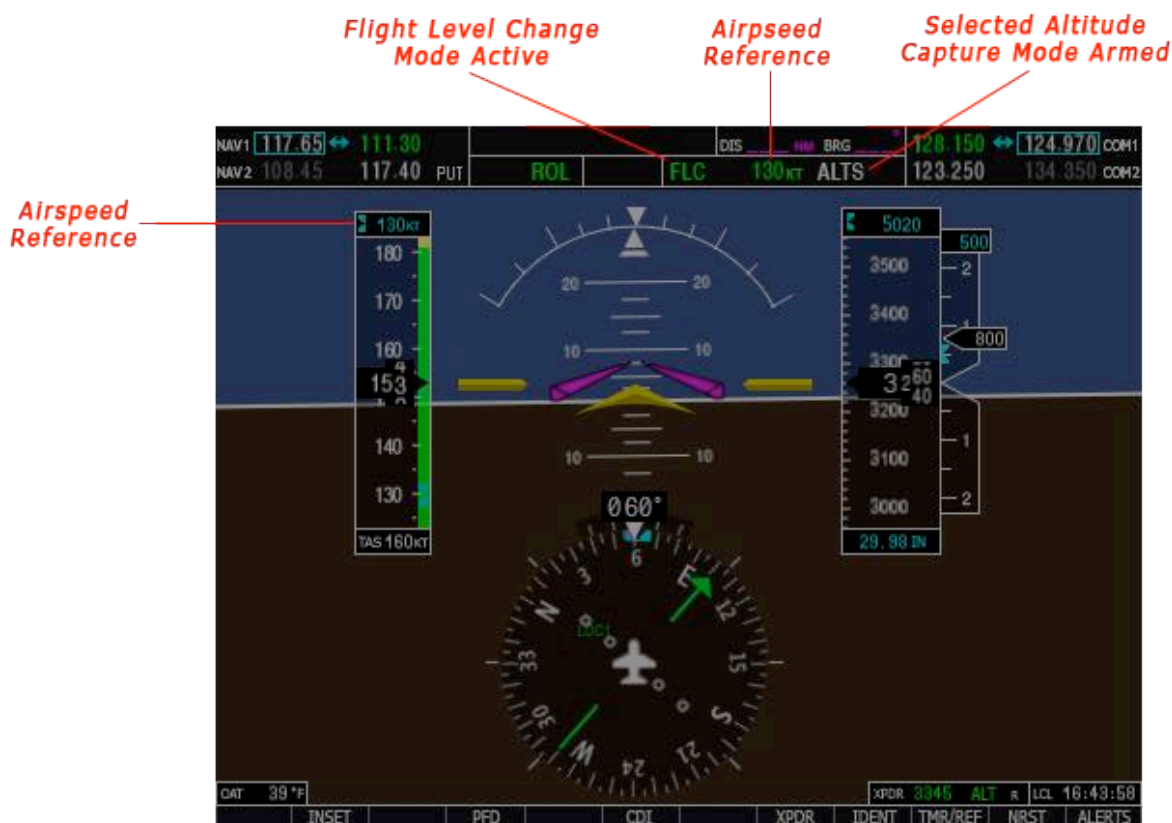 Flight Level Change
Mode Active
Airpseed
Reference
Selected Altitude
Capture Mode Armed
NAV1 117.65 ↔ 111.30
DIS _ _ _ NM BRG _ _ _°
128.150 ↔ 124.970 COM1
NAV2 108.45 117.40 PUT
ROL
FLC 130KT ALTS
123.250 134.350 COM2
Airspeed
Reference
130KT
5020
500
180
170
160
153
140
130
TAS 160KT
20 20
10 10
10 10
3500
3400
3300
3200
3100
3000
60
40
2
1
800
1
2
29.98 IN
060°
N 3 6 E 12 15 S 21 24 W 30 33
LOC1
OAT 39°F
XPDR 3345 ALT R LCL 16:43:58
INSET PFD CDI XPDR IDENT TMR/REF NRST ALERTS